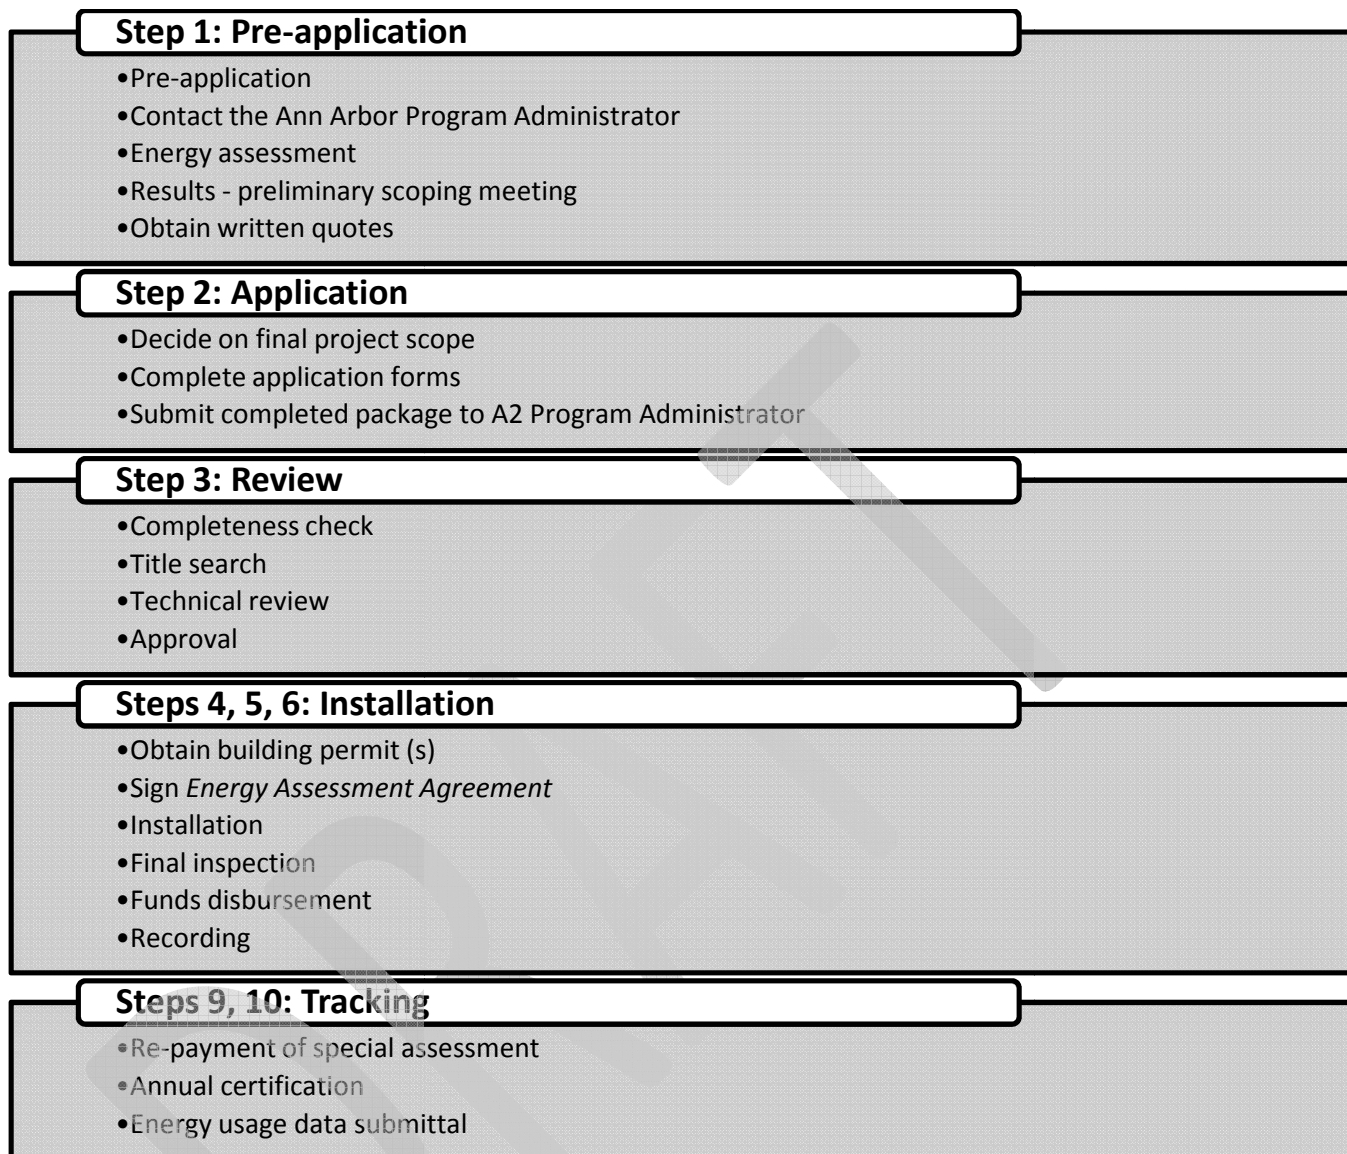 Step 1: Pre-application
•Pre-application
•Contact the Ann Arbor Program Administrator
•Energy assessment
•Results - preliminary scoping meeting
•Obtain written quotes
Step 2: Application
•Decide on final project scope
•Complete application forms
•Submit completed package to A2 Program Administrator
Step 3: Review
•Completeness check
•Title search
•Technical review
•Approval
Steps 4, 5, 6: Installation
•Obtain building permit (s)
•Sign Energy Assessment Agreement
•Installation
•Final inspection
•Funds disbursement
•Recording
Steps 9, 10: Tracking
•Re-payment of special assessment
•Annual certification
•Energy usage data submittal
DRAFT